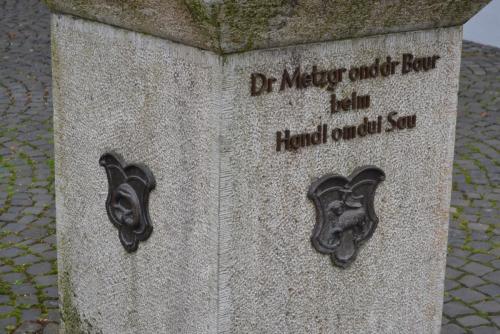 Dr Metzgr ond dr Baur
beim
Handl om dui Sau